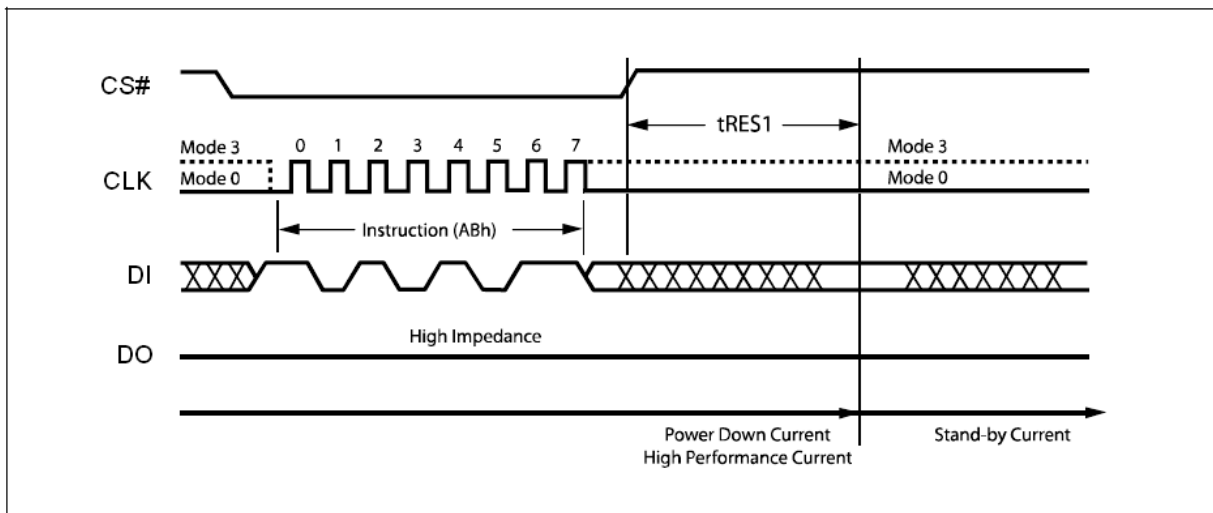 CS#
tRES1
Mode 3
0 1 2 3 4 5 6 7
Mode 3
CLK
Mode 0
Mode 0
Instruction (ABh)
DI
High Impedance
DO
Power Down Current
High Performance Current
Stand-by Current